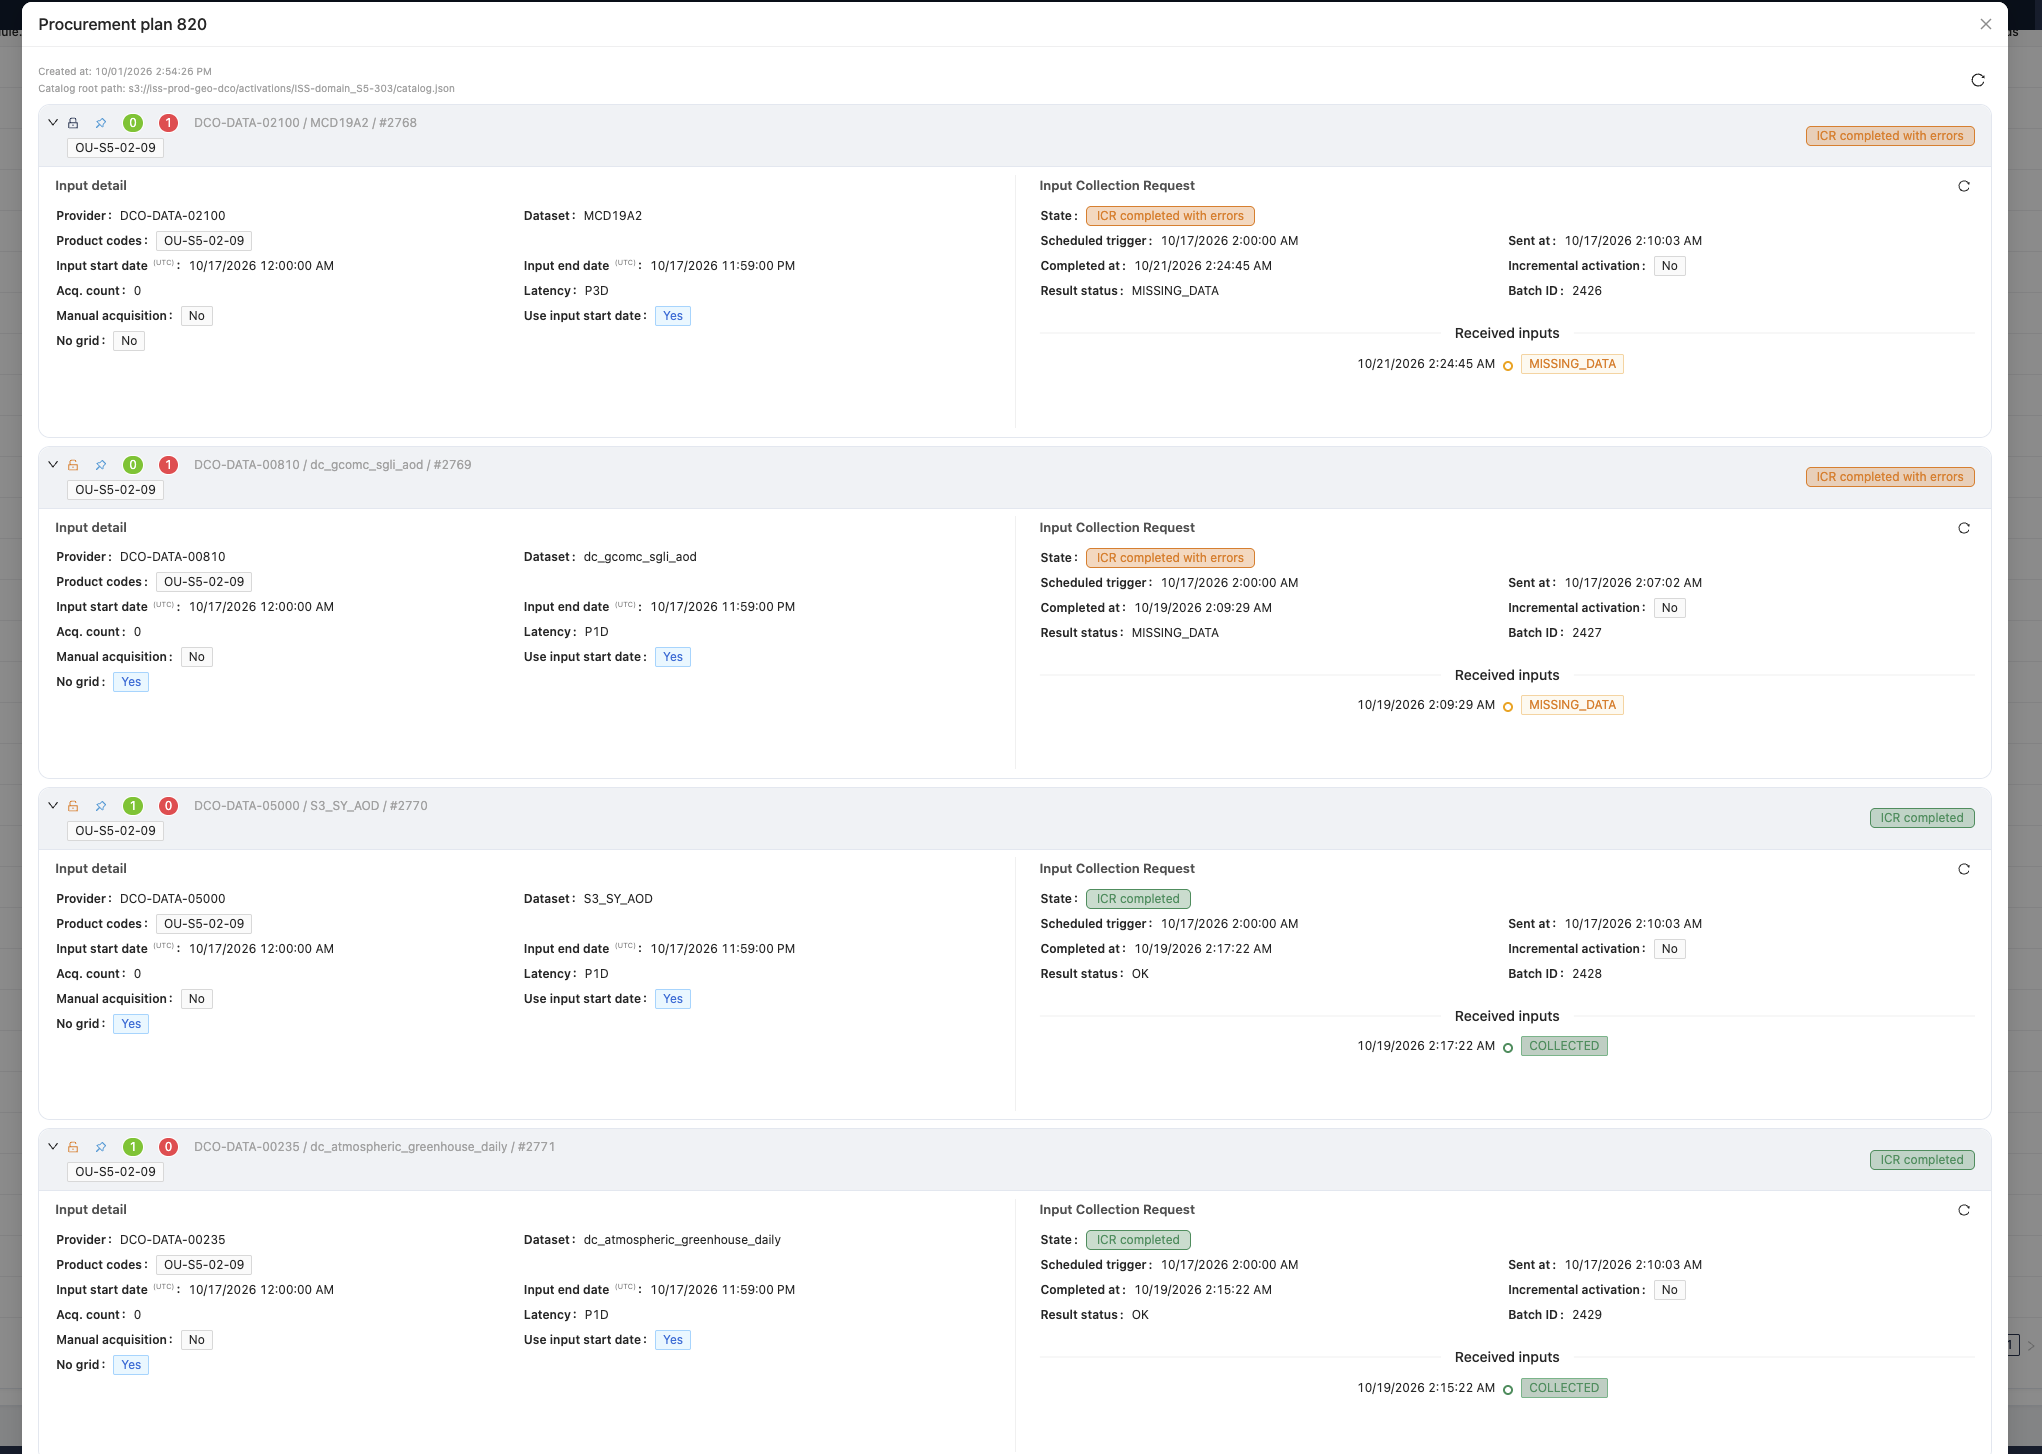 Procurement plan 820
Created at: 10/01/2026 2:54:26 PM
Catalog root path: s3://iss-prod-geo-dco/activations/ISS-domain_S5-303/catalog.json
0 1 DCO-DATA-02100 / MCD19A2 / #2768
OU-S5-02-09
ICR completed with errors
Input detail
Provider: DCO-DATA-02100
Dataset: MCD19A2
Product codes: OU-S5-02-09
Input start date (UTC): 10/17/2026 12:00:00 AM
Input end date (UTC): 10/17/2026 11:59:00 PM
Acq. count: 0
Latency: P3D
Manual acquisition: No
Use input start date: Yes
No grid: No
Input Collection Request
State: ICR completed with errors
Scheduled trigger: 10/17/2026 2:00:00 AM
Sent at: 10/17/2026 2:10:03 AM
Completed at: 10/21/2026 2:24:45 AM
Incremental activation: No
Result status: MISSING_DATA
Batch ID: 2426
Received inputs
10/21/2026 2:24:45 AM MISSING_DATA
0 1 DCO-DATA-00810 / dc_gcomc_sgli_aod / #2769
OU-S5-02-09
ICR completed with errors
Input detail
Provider: DCO-DATA-00810
Dataset: dc_gcomc_sgli_aod
Product codes: OU-S5-02-09
Input start date (UTC): 10/17/2026 12:00:00 AM
Input end date (UTC): 10/17/2026 11:59:00 PM
Acq. count: 0
Latency: P1D
Manual acquisition: No
Use input start date: Yes
No grid: Yes
Input Collection Request
State: ICR completed with errors
Scheduled trigger: 10/17/2026 2:00:00 AM
Sent at: 10/17/2026 2:07:02 AM
Completed at: 10/19/2026 2:09:29 AM
Incremental activation: No
Result status: MISSING_DATA
Batch ID: 2427
Received inputs
10/19/2026 2:09:29 AM MISSING_DATA
1 0 DCO-DATA-05000 / S3_SY_AOD / #2770
OU-S5-02-09
ICR completed
Input detail
Provider: DCO-DATA-05000
Dataset: S3_SY_AOD
Product codes: OU-S5-02-09
Input start date (UTC): 10/17/2026 12:00:00 AM
Input end date (UTC): 10/17/2026 11:59:00 PM
Acq. count: 0
Latency: P1D
Manual acquisition: No
Use input start date: Yes
No grid: Yes
Input Collection Request
State: ICR completed
Scheduled trigger: 10/17/2026 2:00:00 AM
Sent at: 10/17/2026 2:10:03 AM
Completed at: 10/19/2026 2:17:22 AM
Incremental activation: No
Result status: OK
Batch ID: 2428
Received inputs
10/19/2026 2:17:22 AM COLLECTED
1 0 DCO-DATA-00235 / dc_atmospheric_greenhouse_daily / #2771
OU-S5-02-09
ICR completed
Input detail
Provider: DCO-DATA-00235
Dataset: dc_atmospheric_greenhouse_daily
Product codes: OU-S5-02-09
Input start date (UTC): 10/17/2026 12:00:00 AM
Input end date (UTC): 10/17/2026 11:59:00 PM
Acq. count: 0
Latency: P1D
Manual acquisition: No
Use input start date: Yes
No grid: Yes
Input Collection Request
State: ICR completed
Scheduled trigger: 10/17/2026 2:00:00 AM
Sent at: 10/17/2026 2:10:03 AM
Completed at: 10/19/2026 2:15:22 AM
Incremental activation: No
Result status: OK
Batch ID: 2429
Received inputs
10/19/2026 2:15:22 AM COLLECTED